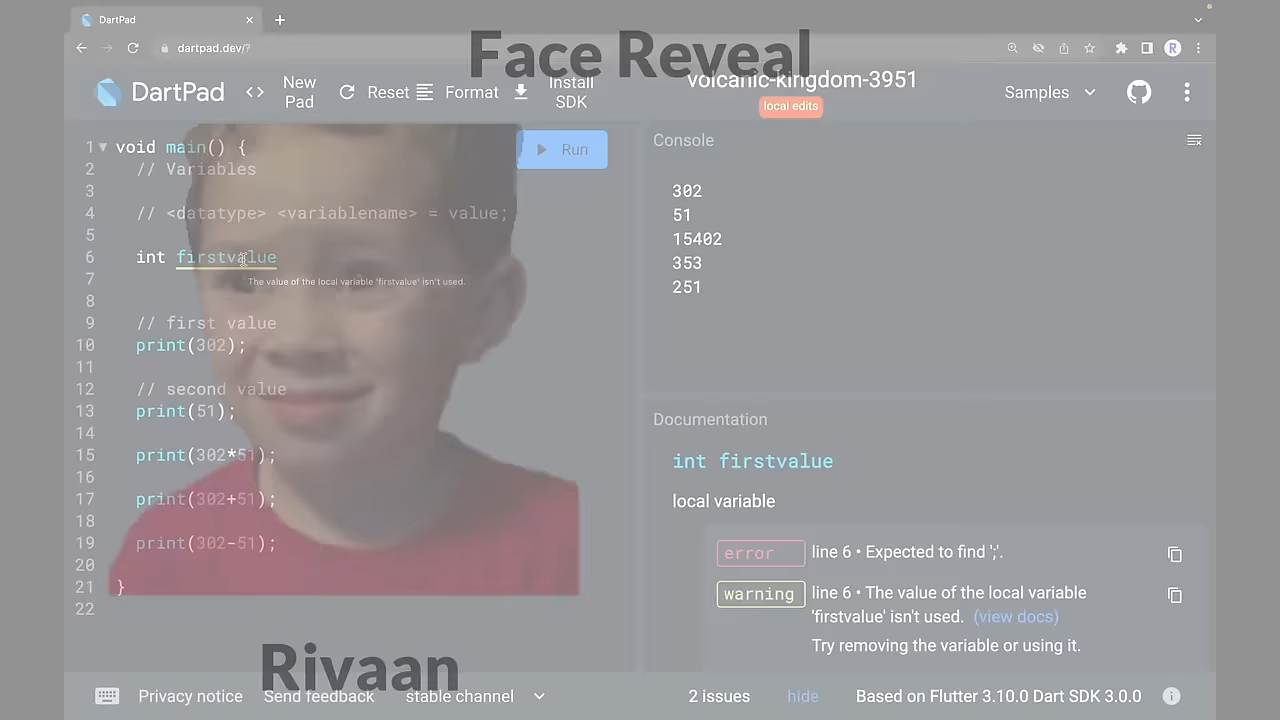 DartPad
dartpad.dev/?
R
Face Reveal
DartPad
<>
New Pad
Reset
Format
Install SDK
volcanic-kingdom-3951
local edits
Samples
Run
1 void main() {
2 // Variables
3
4 // <datatype> <variablename> = value;
5
6 int firstvalue
The value of the local variable 'firstvalue' isn't used.
7
8
9 // first value
10 print(302);
11
12 // second value
13 print(51);
14
15 print(302*51);
16
17 print(302+51);
18
19 print(302-51);
20
21 }
22
Console
302
51
15402
353
251
Documentation
int firstvalue
local variable
error line 6 • Expected to find ';'.
warning line 6 • The value of the local variable
'firstvalue' isn't used. (view docs)
Try removing the variable or using it.
Rivaan
Privacy notice
Send feedback
stable channel
2 issues
hide
Based on Flutter 3.10.0 Dart SDK 3.0.0